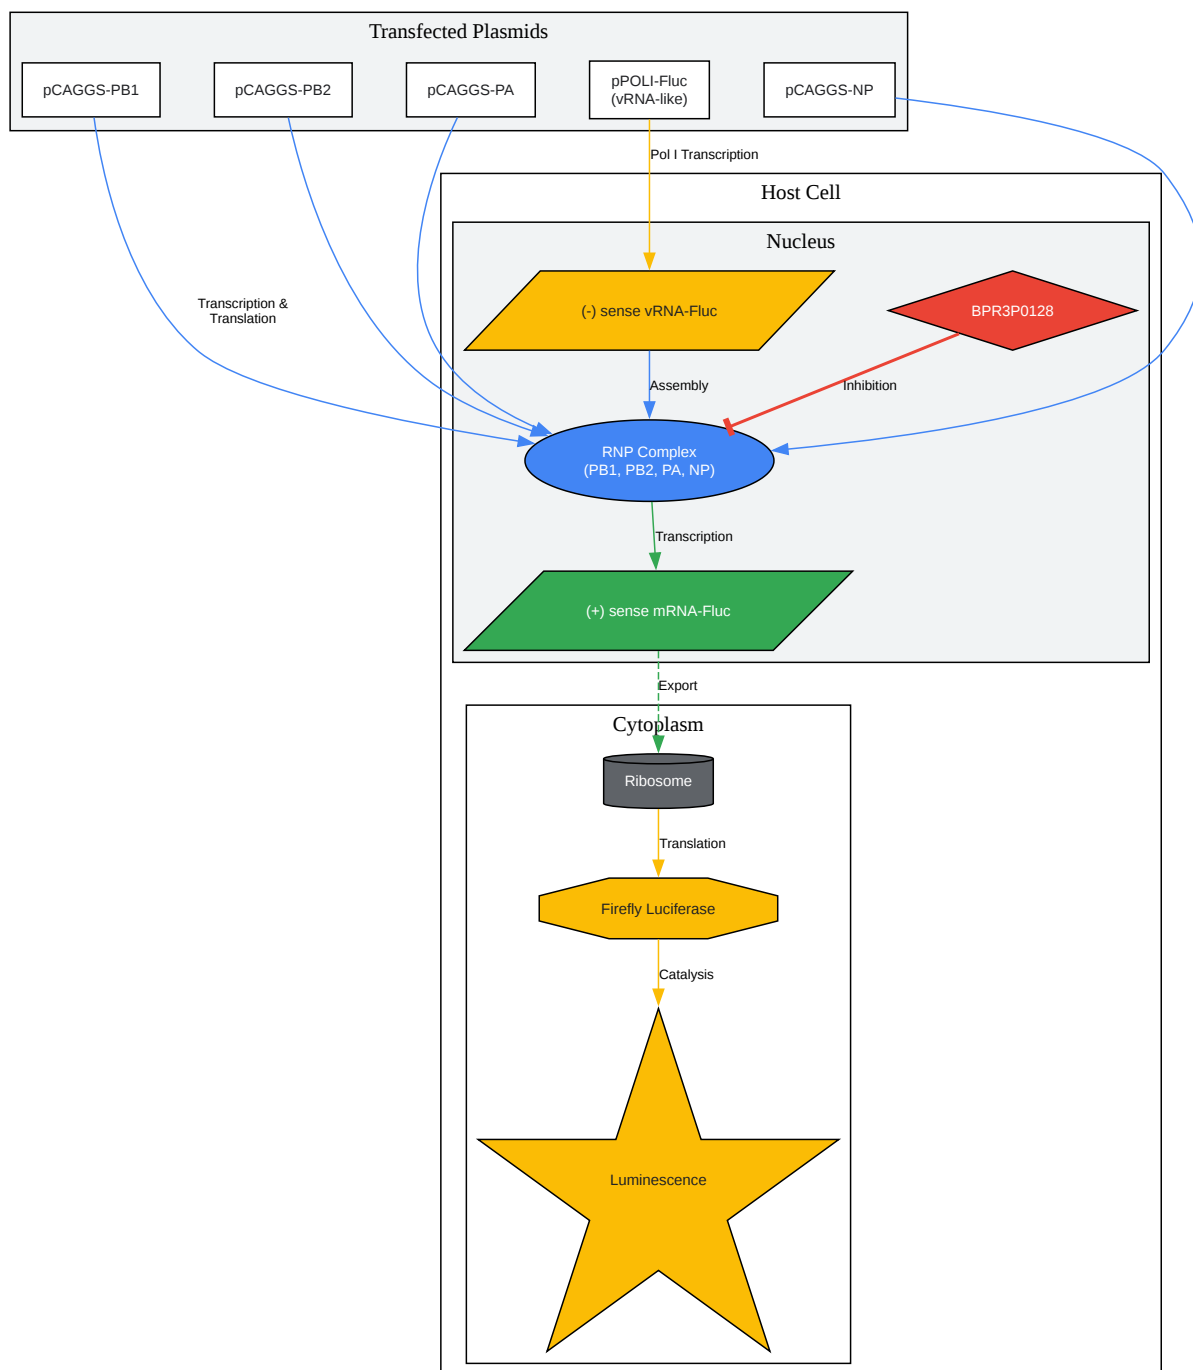 Transfected Plasmids
pCAGGS-PB1
pCAGGS-PB2
pCAGGS-PA
pPOLI-Fluc
(vRNA-like)
pCAGGS-NP
Pol I Transcription
Host Cell
Nucleus
Transcription &
Translation
(-) sense vRNA-Fluc
BPR3P0128
Assembly
Inhibition
RNP Complex
(PB1, PB2, PA, NP)
Transcription
(+) sense mRNA-Fluc
Export
Cytoplasm
Ribosome
Translation
Firefly Luciferase
Catalysis
Luminescence